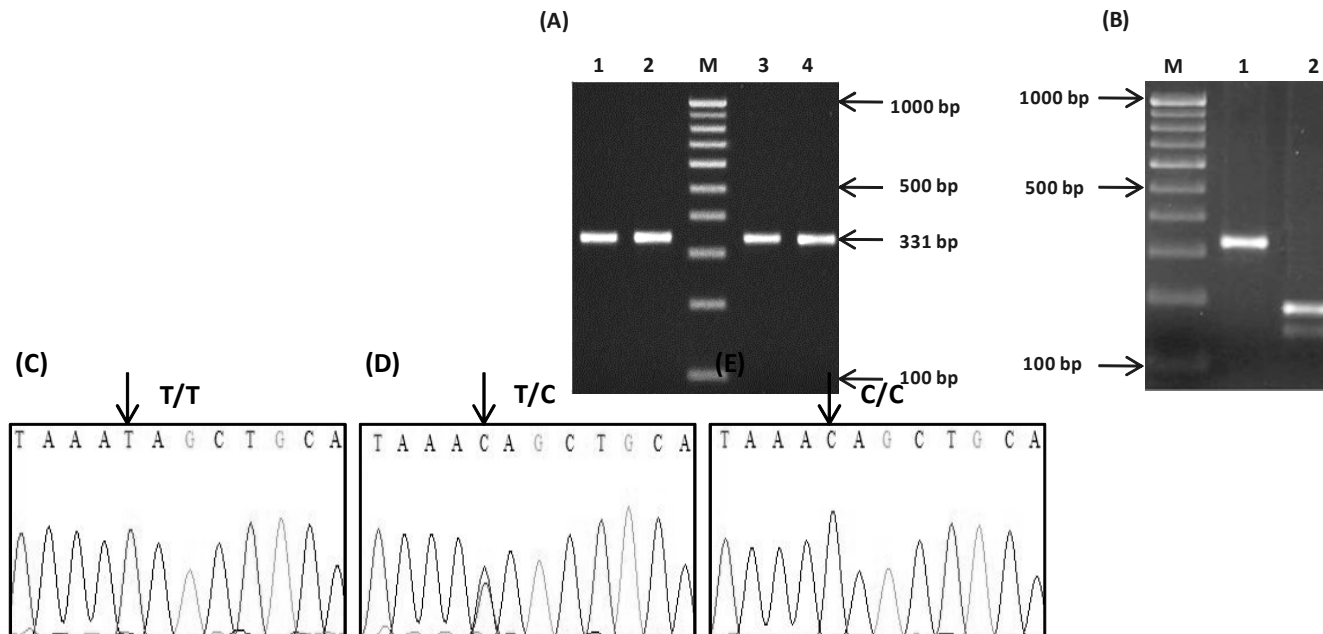 (A)
(B)
1 2 M 3 4
M 1 2
1000 bp
1000 bp
500 bp
500 bp
331 bp
100 bp
100 bp
(C)
(D)
(E)
T/T
T/C
C/C
T A A A T A G C T G C A
T A A A C A G C T G C A
T A A A C A G C T G C A